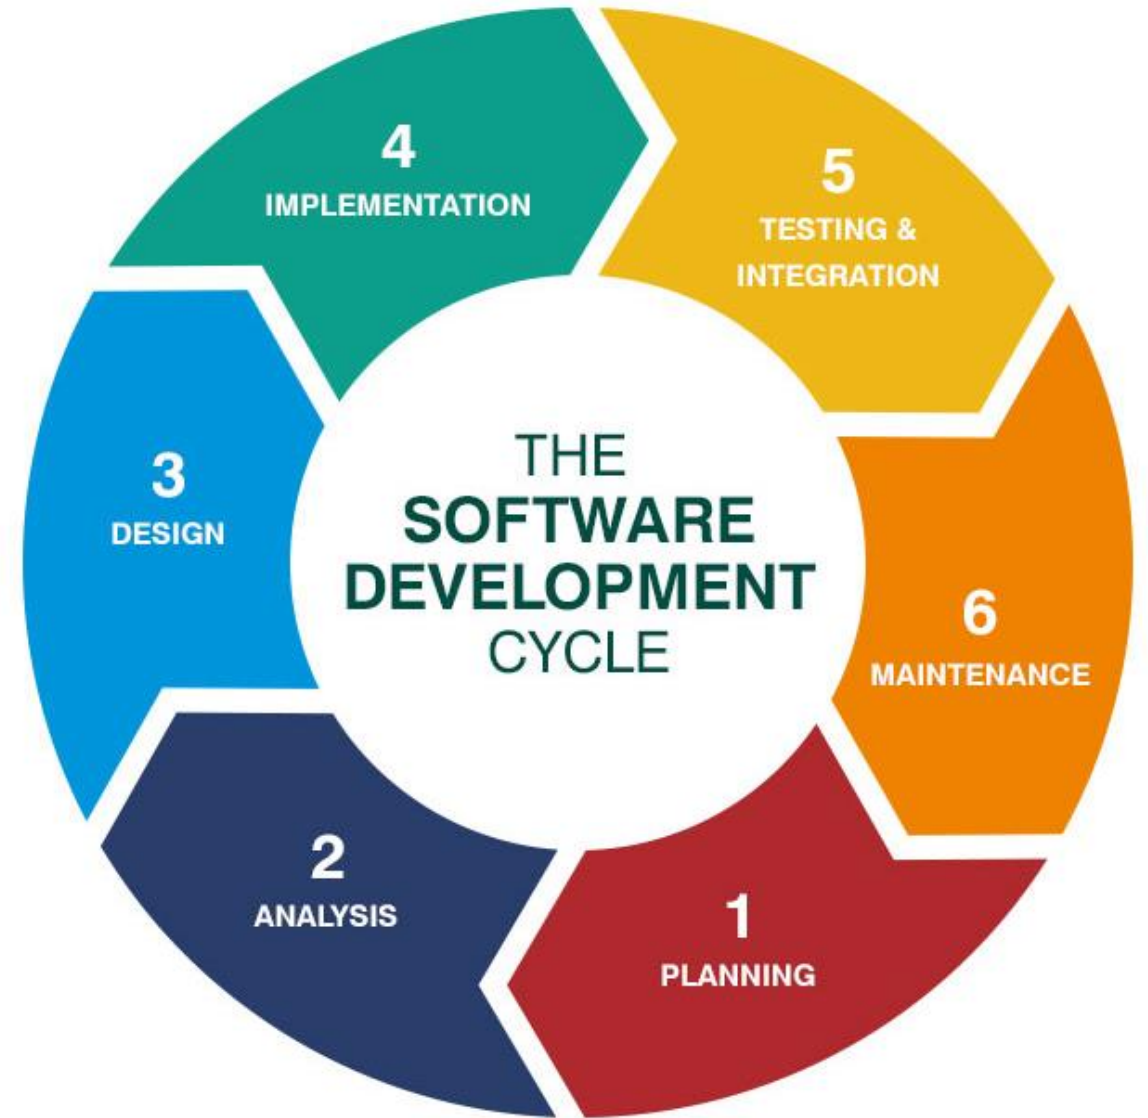 THE
SOFTWARE
DEVELOPMENT
CYCLE
1
PLANNING
2
ANALYSIS
3
DESIGN
4
IMPLEMENTATION
5
TESTING &
INTEGRATION
6
MAINTENANCE